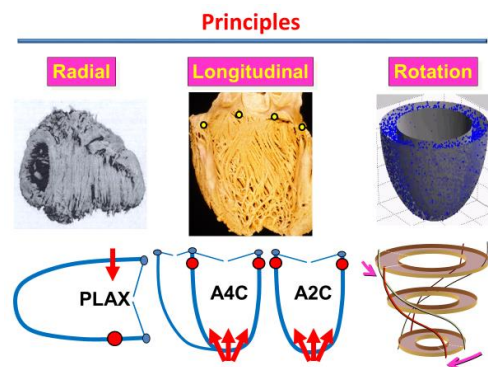 Principles
Radial
Longitudinal
Rotation
PLAX
A4C
A2C